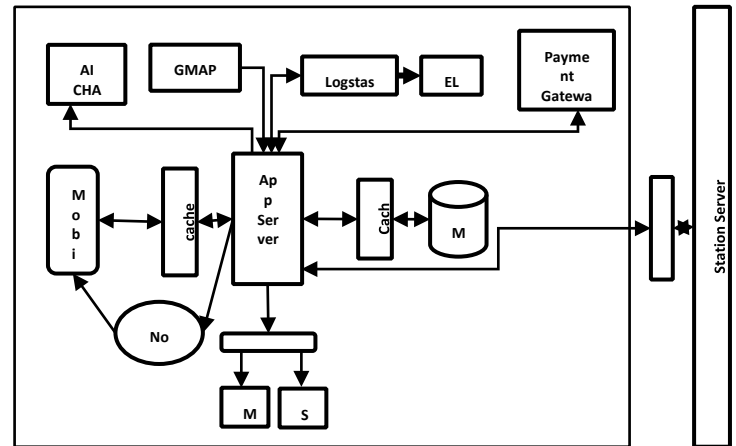 AI
CHA
GMAP
Logstas
EL
Payme
nt
Gatewa
M
o
b
i
cache
Ap
p
Ser
ver
Cach
M
No
M
S
Station Server